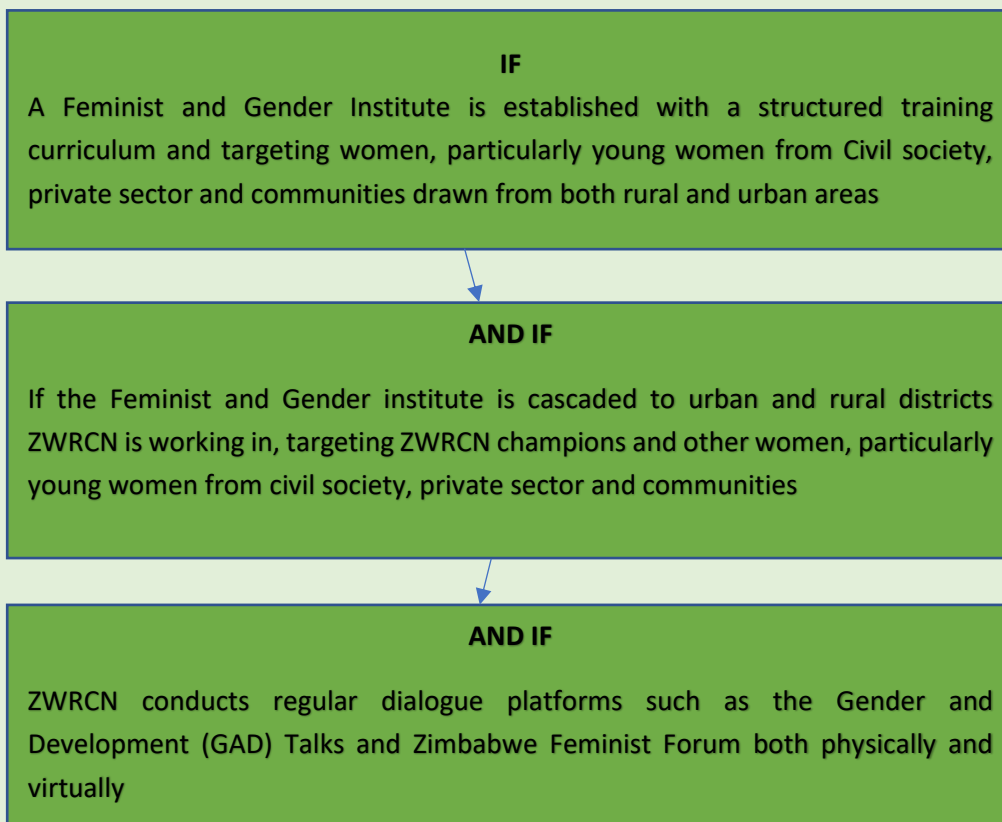 IF
A Feminist and Gender Institute is established with a structured training
curriculum and targeting women, particularly young women from Civil society,
private sector and communities drawn from both rural and urban areas
AND IF
If the Feminist and Gender institute is cascaded to urban and rural districts
ZWRCN is working in, targeting ZWRCN champions and other women, particularly
young women from civil society, private sector and communities
AND IF
ZWRCN conducts regular dialogue platforms such as the Gender and
Development (GAD) Talks and Zimbabwe Feminist Forum both physically and
virtually